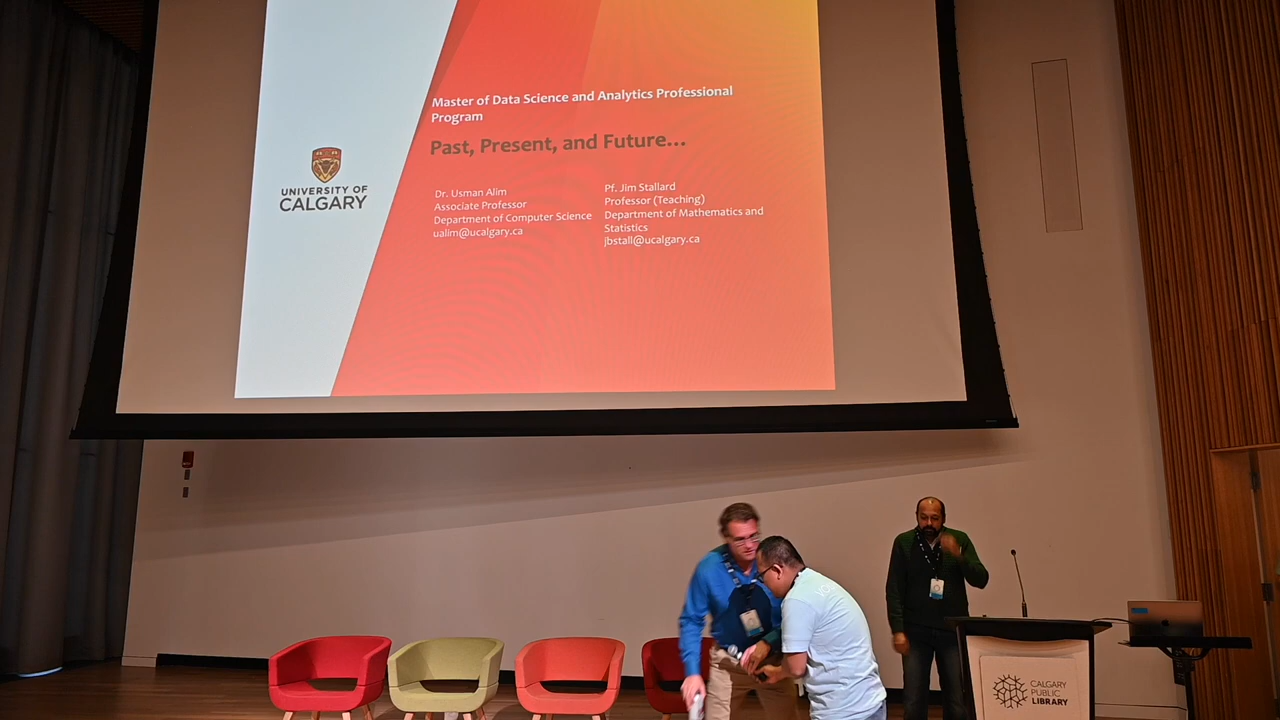 Master of Data Science and Analytics Professional
Program
Past, Present, and Future...
UNIVERSITY OF
CALGARY
Dr. Usman Alim
Associate Professor
Department of Computer Science
ualim@ucalgary.ca
Pf. Jim Stallard
Professor (Teaching)
Department of Mathematics and
Statistics
jbstall@ucalgary.ca
CALGARY
PUBLIC
LIBRARY